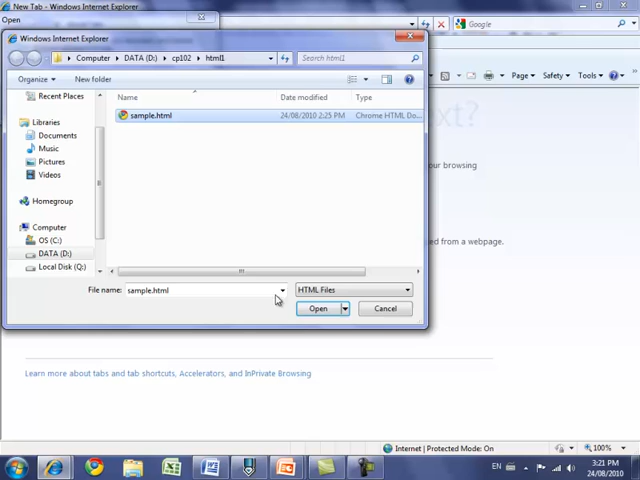 New Tab - Windows Internet Explorer
Open
Google
Windows Internet Explorer
Computer ▸ DATA (D:) ▸ cp102 ▸ html1
Search html1
Organize
New folder
Page
Safety
Tools
Recent Places
Name
Date modified
Type
sample.html
24/08/2010 2:25 PM
Chrome HTML Do...
Libraries
Documents
Music
Pictures
Videos
Homegroup
Computer
OS (C:)
DATA (D:)
Local Disk (Q:)
your browsing
ed from a webpage.
File name:
sample.html
HTML Files
Open
Cancel
Learn more about tabs and tab shortcuts, Accelerators, and InPrivate Browsing
Internet | Protected Mode: On
100%
EN
3:21 PM
24/08/2010